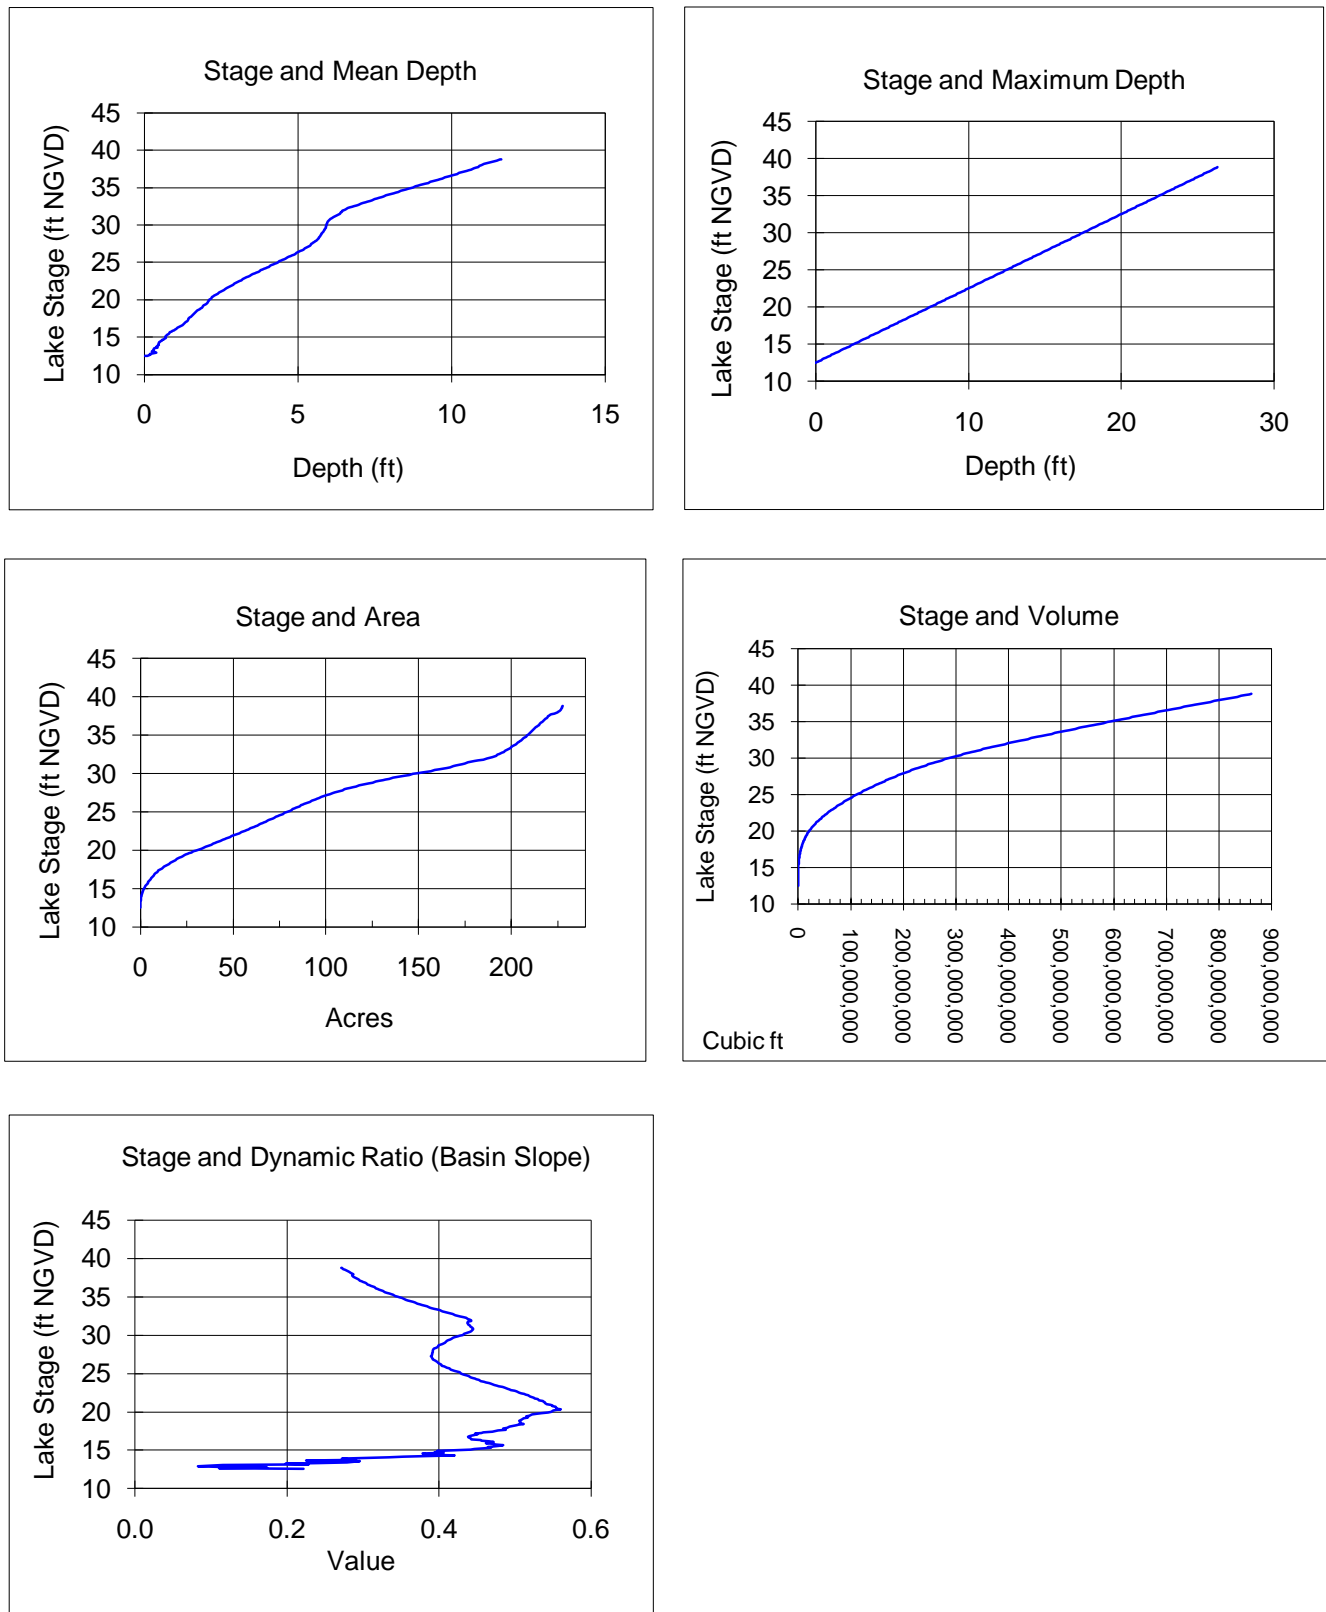 Stage and Mean Depth
45
40
35
30
25
20
15
10
Lake Stage (ft NGVD)
0 5 10 15
Depth (ft)
Stage and Maximum Depth
45
40
35
30
25
20
15
10
Lake Stage (ft NGVD)
0 10 20 30
Depth (ft)
Stage and Area
45
40
35
30
25
20
15
10
Lake Stage (ft NGVD)
0 50 100 150 200
Acres
Stage and Volume
45
40
35
30
25
20
15
10
Lake Stage (ft NGVD)
0
100,000,000
200,000,000
300,000,000
400,000,000
500,000,000
600,000,000
700,000,000
800,000,000
900,000,000
Cubic ft
Stage and Dynamic Ratio (Basin Slope)
45
40
35
30
25
20
15
10
Lake Stage (ft NGVD)
0.0 0.2 0.4 0.6
Value